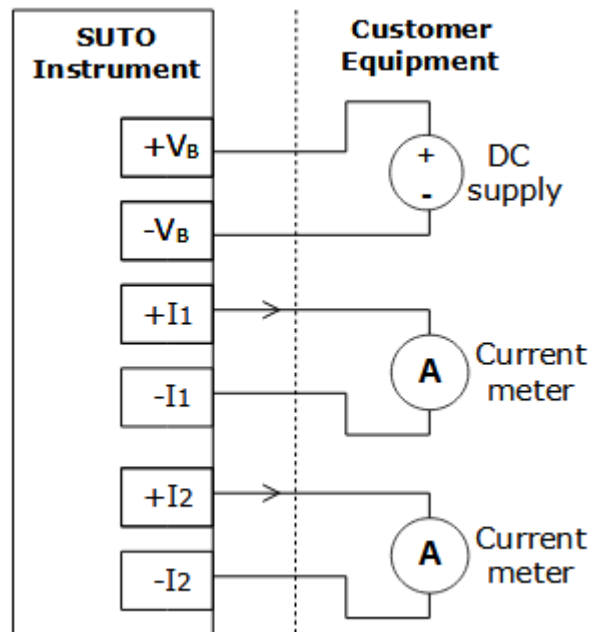 SUTO
Instrument
Customer
Equipment
+VB
+
-
DC
supply
-VB
+I1
A
Current
meter
-I1
+I2
A
Current
meter
-I2